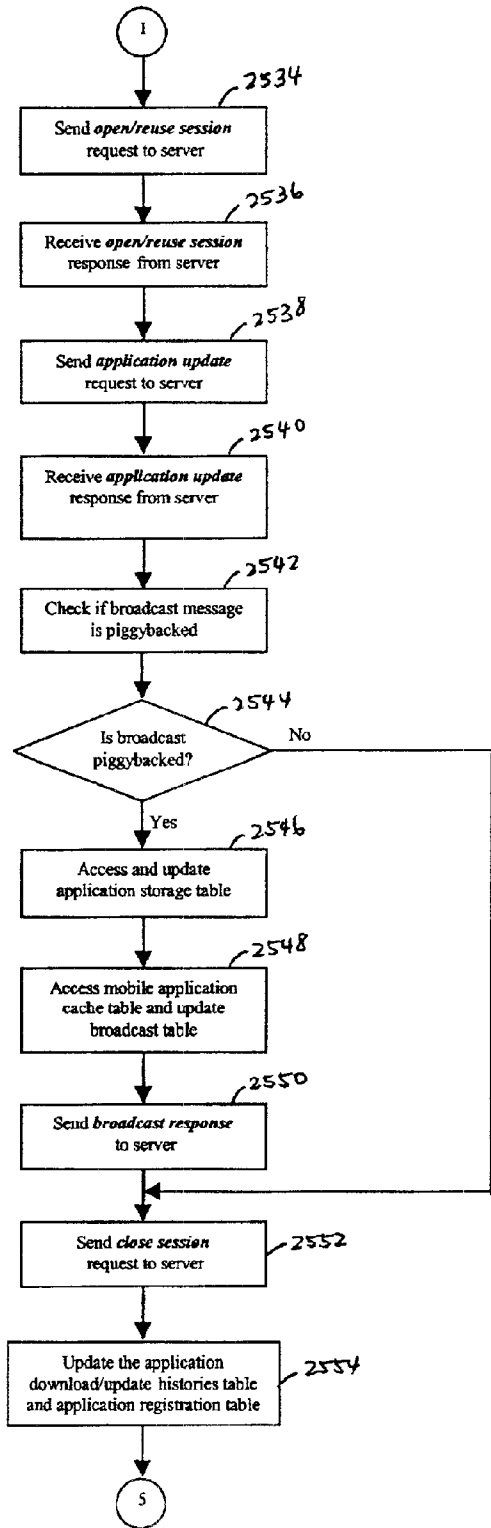 1
2534
Send open/reuse session
request to server
2536
Receive open/reuse session
response from server
2538
Send application update
request to server
2540
Receive application update
response from server
2542
Check if broadcast message
is piggybacked
2544
Is broadcast
piggybacked?
No
Yes
2546
Access and update
application storage table
2548
Access mobile application
cache table and update
broadcast table
2550
Send broadcast response
to server
Send close session
request to server
2552
Update the application
download/update histories table
and application registration table
2554
5